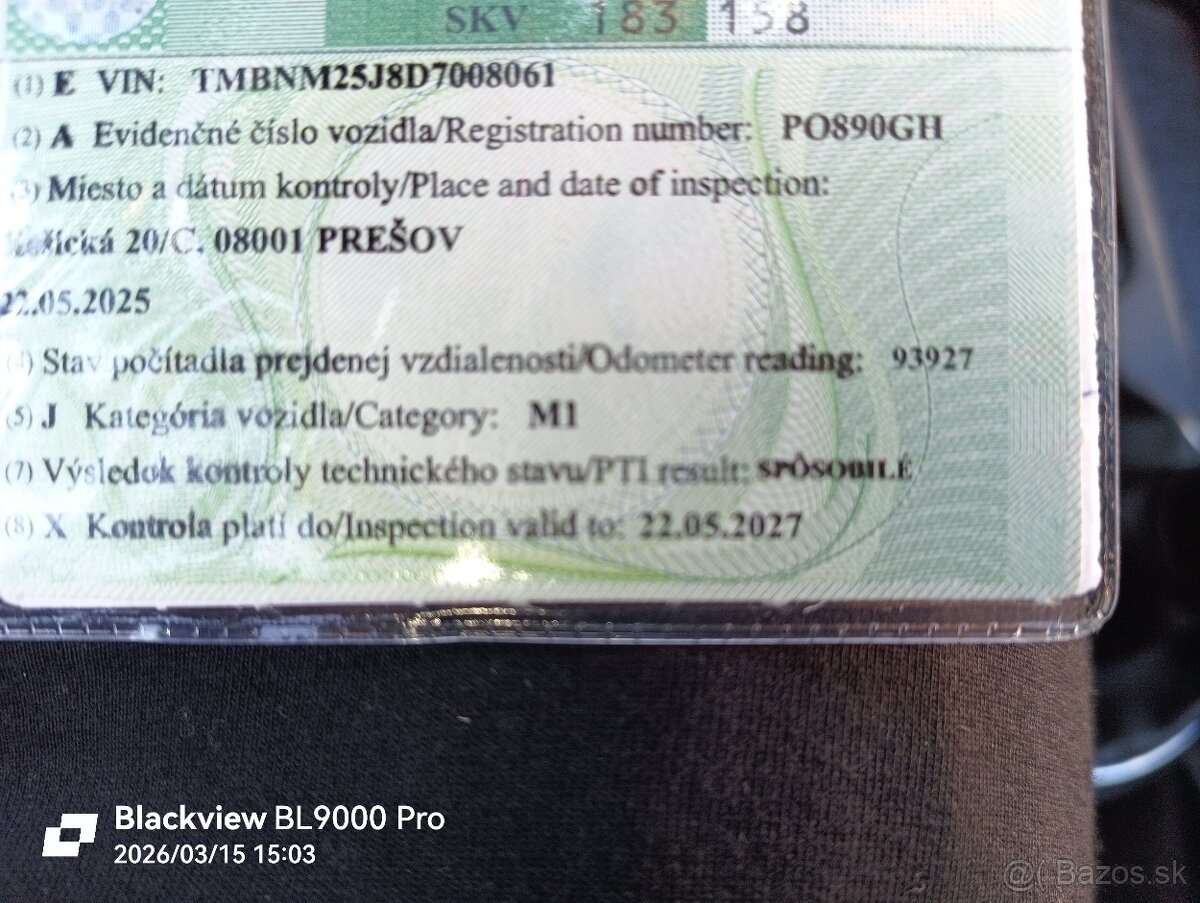 SKV 183 158
(1) E VIN: TMBNM25J8D7008061
(2) A Evidenčné číslo vozidla/Registration number: PO890GH
(3) Miesto a dátum kontroly/Place and date of inspection:
20/C, 08001 PREŠOV
22.05.2025
(4) Stav počítadla prejdenej vzdialenosti/Odometer reading: 93927
(5) J Kategória vozidla/Category: M1
(7) Výsledok kontroly technického stavu/PTI result: SPÔSOBILÉ
(8) X Kontrola platí do/Inspection valid to: 22.05.2027
Blackview BL9000 Pro
2026/03/15 15:03
@( Bazos.sk